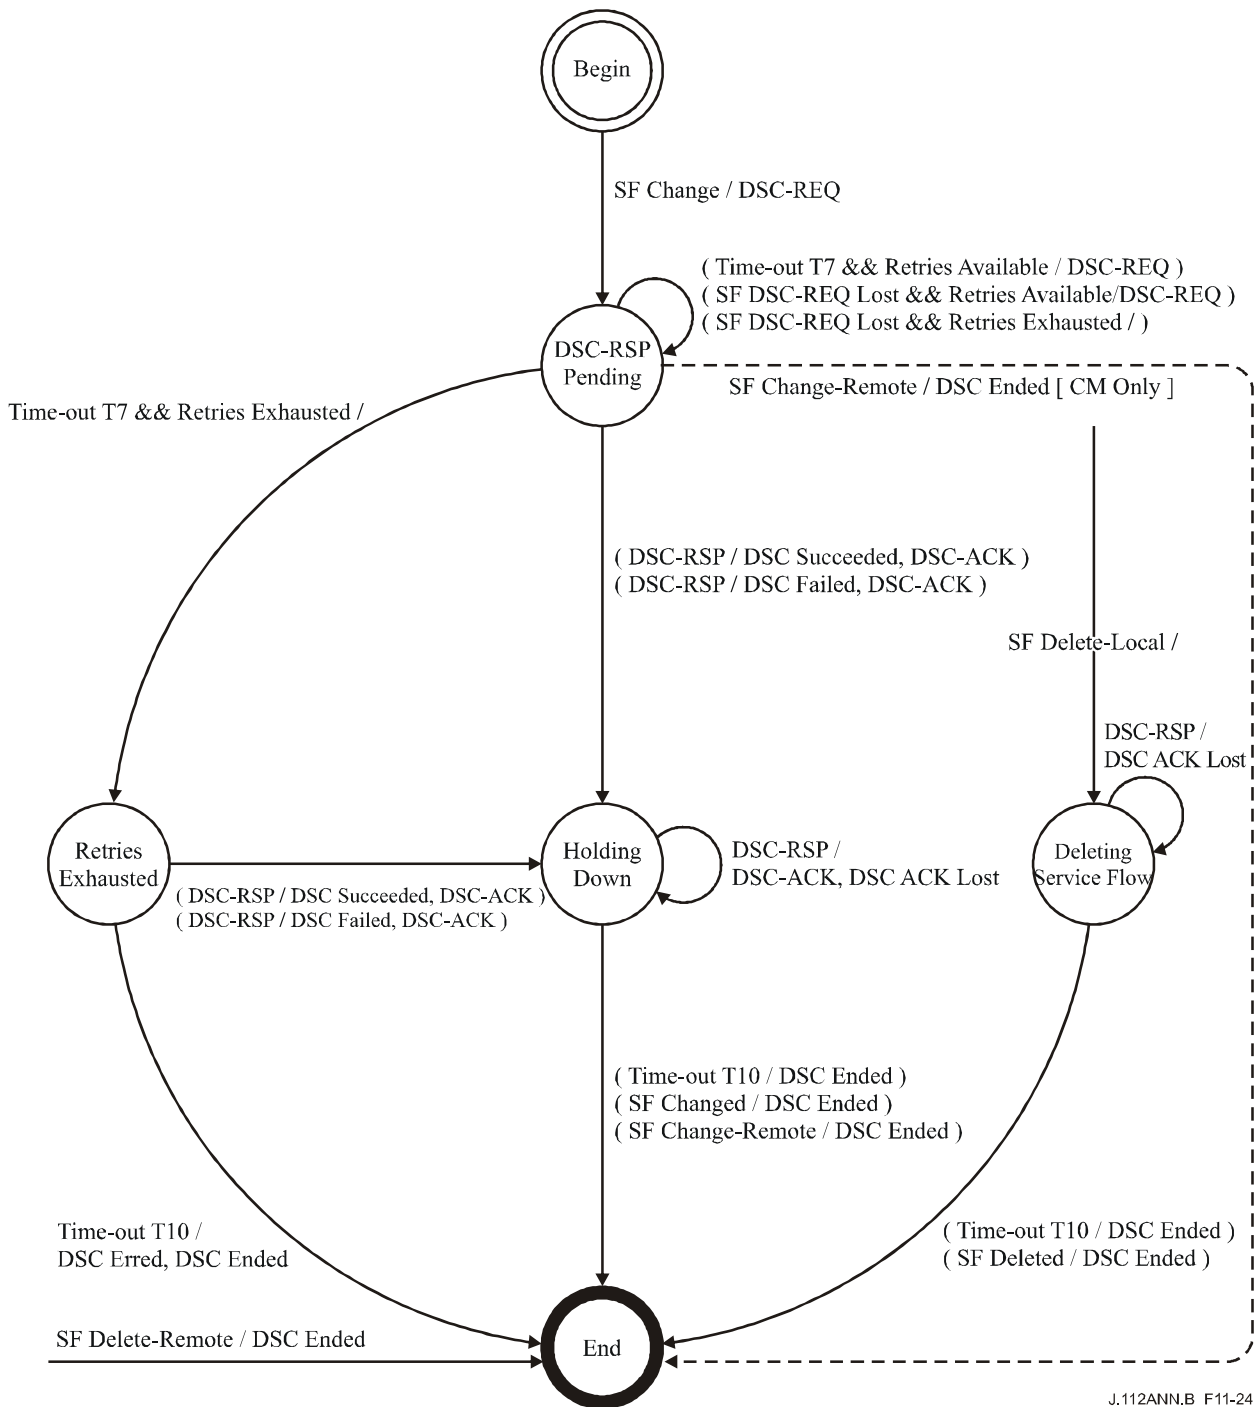 Begin
SF Change / DSC-REQ
( Time-out T7 && Retries Available / DSC-REQ )
( SF DSC-REQ Lost && Retries Available/DSC-REQ )
( SF DSC-REQ Lost && Retries Exhausted / )
DSC-RSP
Pending
SF Change-Remote / DSC Ended [ CM Only ]
Time-out T7 && Retries Exhausted /
( DSC-RSP / DSC Succeeded, DSC-ACK )
( DSC-RSP / DSC Failed, DSC-ACK )
SF Delete-Local /
DSC-RSP /
DSC ACK Lost
Retries
Exhausted
( DSC-RSP / DSC Succeeded, DSC-ACK )
( DSC-RSP / DSC Failed, DSC-ACK )
Holding
Down
DSC-RSP /
DSC-ACK, DSC ACK Lost
Deleting
Service Flow
( Time-out T10 / DSC Ended )
( SF Changed / DSC Ended )
( SF Change-Remote / DSC Ended )
Time-out T10 /
DSC Erred, DSC Ended
( Time-out T10 / DSC Ended )
( SF Deleted / DSC Ended )
SF Delete-Remote / DSC Ended
End
J.112ANN.B F11-24